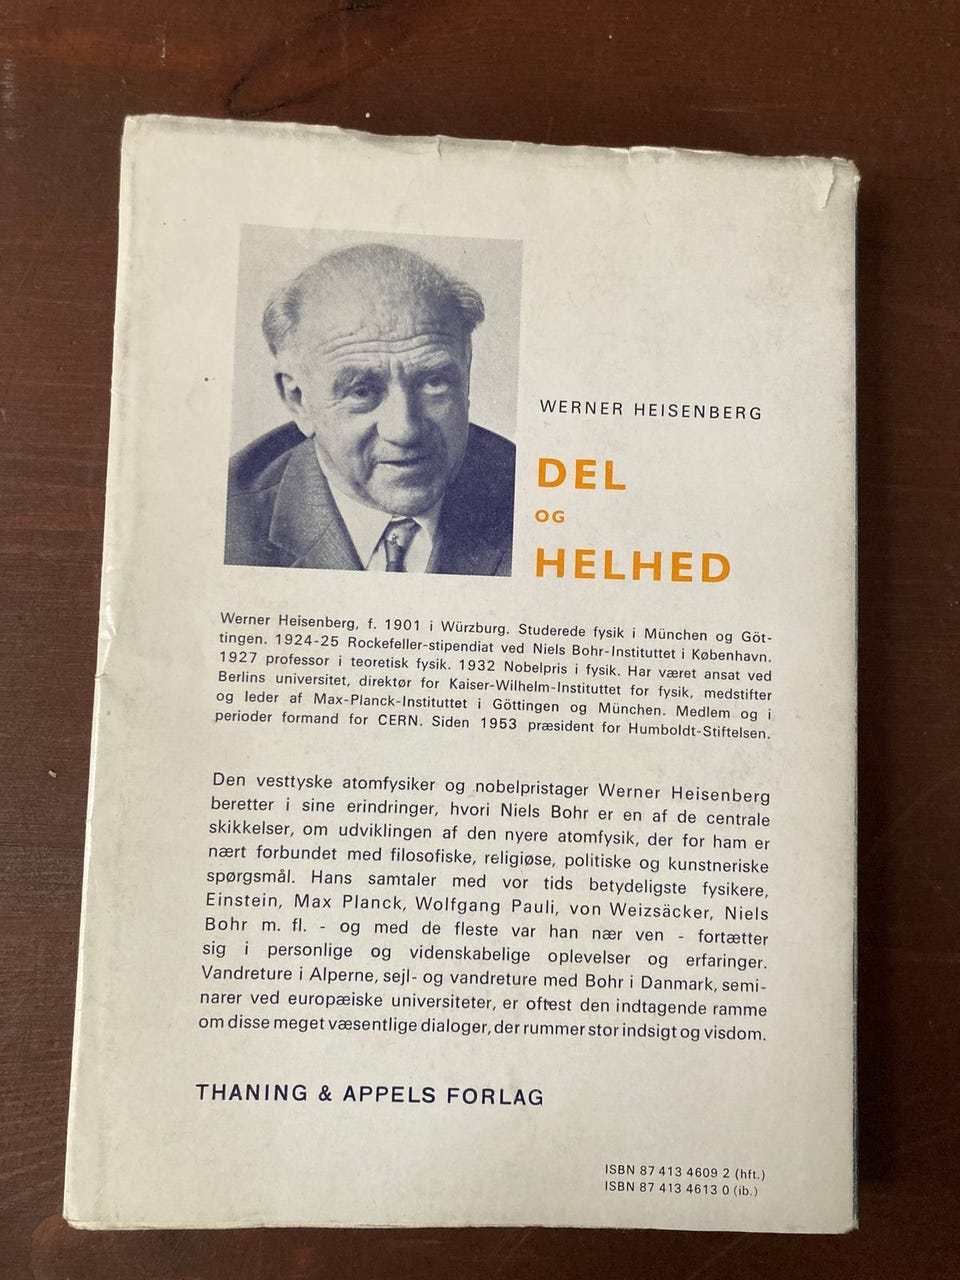 WERNER HEISENBERG
DEL
OG
HELHED
Werner Heisenberg, f. 1901 i Würzburg. Studerede fysik i München og Göt-
tingen. 1924-25 Rockefeller-stipendiat ved Niels Bohr-Instituttet i København.
1927 professor i teoretisk fysik. 1932 Nobelpris i fysik. Har været ansat ved
Berlins universitet, direktør for Kaiser-Wilhelm-Instituttet for fysik, medstifter
og leder af Max-Planck-Instituttet i Göttingen og München. Medlem og i
perioder formand for CERN. Siden 1953 præsident for Humboldt-Stiftelsen.
Den vesttyske atomfysiker og nobelpristager Werner Heisenberg
beretter i sine erindringer, hvori Niels Bohr er en af de centrale
skikkelser, om udviklingen af den nyere atomfysik, der for ham er
nært forbundet med filosofiske, religiøse, politiske og kunstneriske
spørgsmål. Hans samtaler med vor tids betydeligste fysikere,
Einstein, Max Planck, Wolfgang Pauli, von Weizsäcker, Niels
Bohr m. fl. - og med de fleste var han nær ven - fortætter
sig i personlige og videnskabelige oplevelser og erfaringer.
Vandreture i Alperne, sejl- og vandreture med Bohr i Danmark, semi-
narer ved europæiske universiteter, er oftest den indtagende ramme
om disse meget væsentlige dialoger, der rummer stor indsigt og visdom.
THANING & APPELS FORLAG
ISBN 87 413 4609 2 (hft.)
ISBN 87 413 4613 0 (ib.)